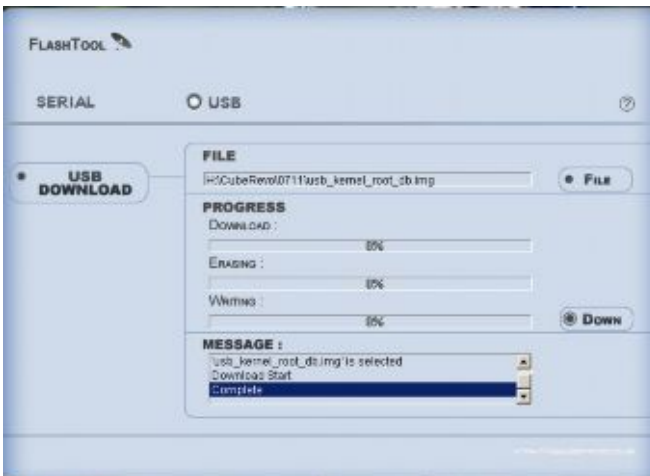 FLASHTOOL
SERIAL
USB
?
USB
DOWNLOAD
FILE
H:\CubeRevo\0711\usb_kernel_root_db.img
FILE
PROGRESS
DOWNLOAD :
0%
ERASING :
0%
WRITING :
0%
DOWN
MESSAGE :
'usb_kernel_root_db.img' is selected
Download Start
Complete